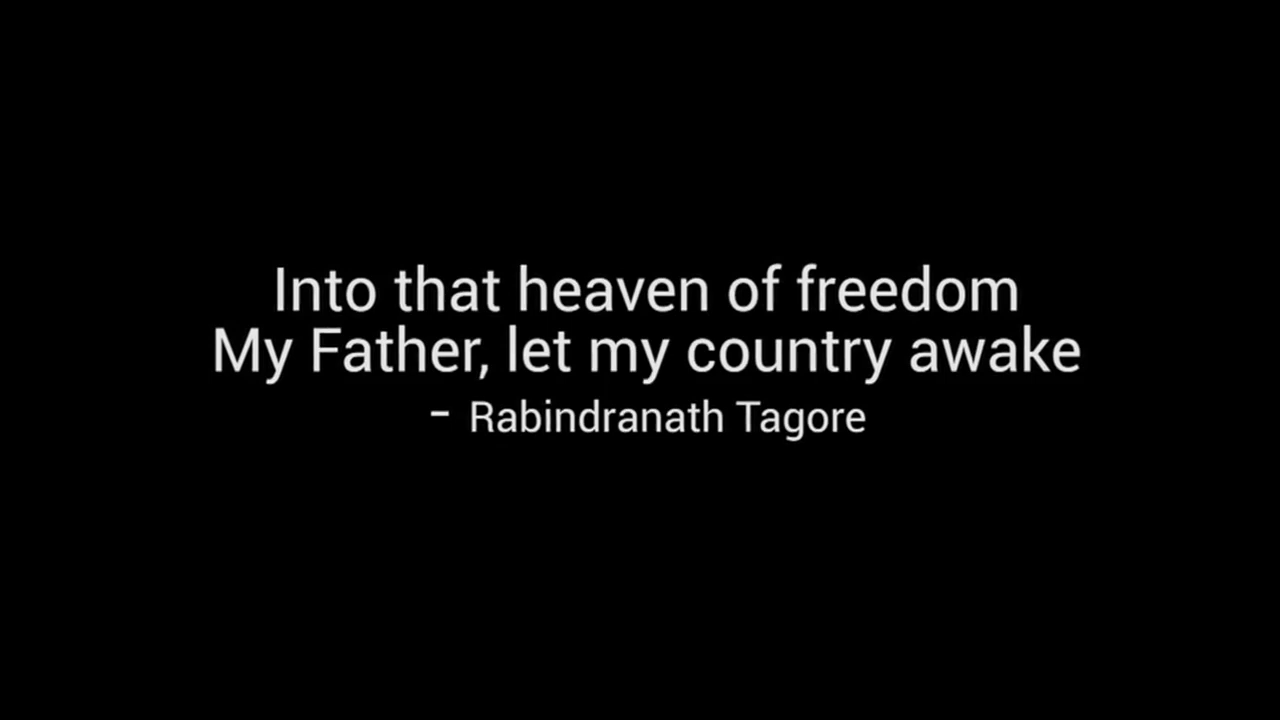 Into that heaven of freedom
My Father, let my country awake
- Rabindranath Tagore